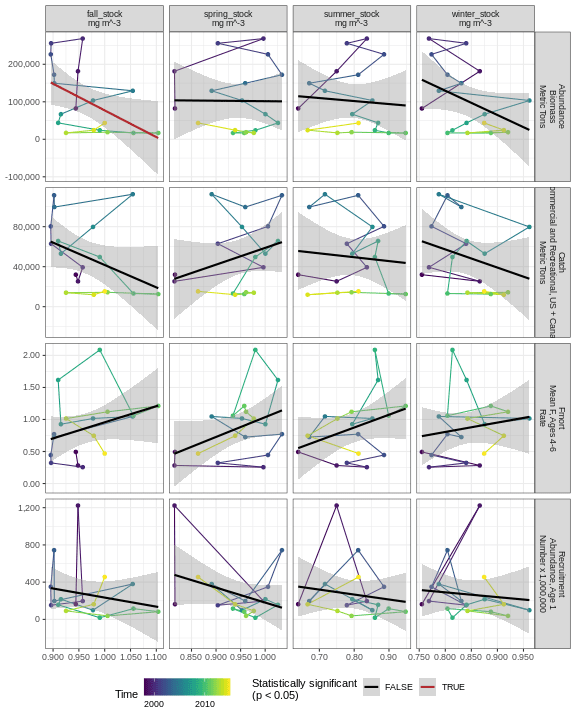 fall_stock
mg m^-3
spring_stock
mg m^-3
summer_stock
mg m^-3
winter_stock
mg m^-3
200,000
100,000
0
-100,000
Abundance
Biomass
Metric Tons
80,000
40,000
0
Catch
mmercial and Recreational, US + Cana
Metric Tons
2.00
1.50
1.00
0.50
0.00
Fmort
Mean F, Ages 4-6
Rate
1,200
800
400
0
Recruitment
Abundance, Age 1
Number x 1,000,000
0.900 0.950 1.000 1.050 1.100
0.850 0.900 0.950 1.000
0.70 0.80 0.90
0.750 0.800 0.850 0.900 0.950
Time
2000 2010
Statistically significant
(p < 0.05)
FALSE
TRUE